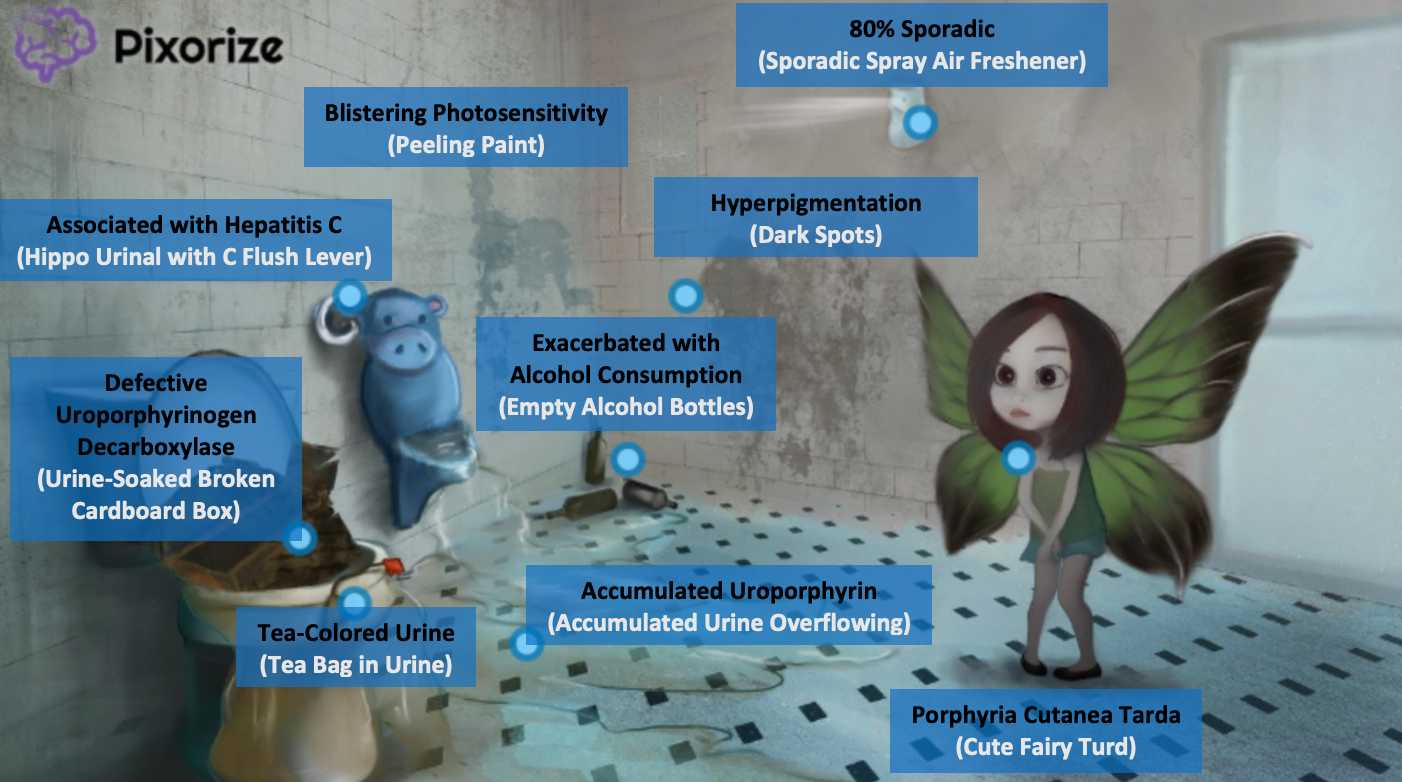 Pixorize
80% Sporadic
(Sporadic Spray Air Freshener)
Blistering Photosensitivity
(Peeling Paint)
Hyperpigmentation
(Dark Spots)
Associated with Hepatitis C
(Hippo Urinal with C Flush Lever)
Exacerbated with
Alcohol Consumption
(Empty Alcohol Bottles)
Defective
Uroporphyrinogen
Decarboxylase
(Urine-Soaked Broken
Cardboard Box)
Accumulated Uroporphyrin
(Accumulated Urine Overflowing)
Tea-Colored Urine
(Tea Bag in Urine)
Porphyria Cutanea Tarda
(Cute Fairy Turd)